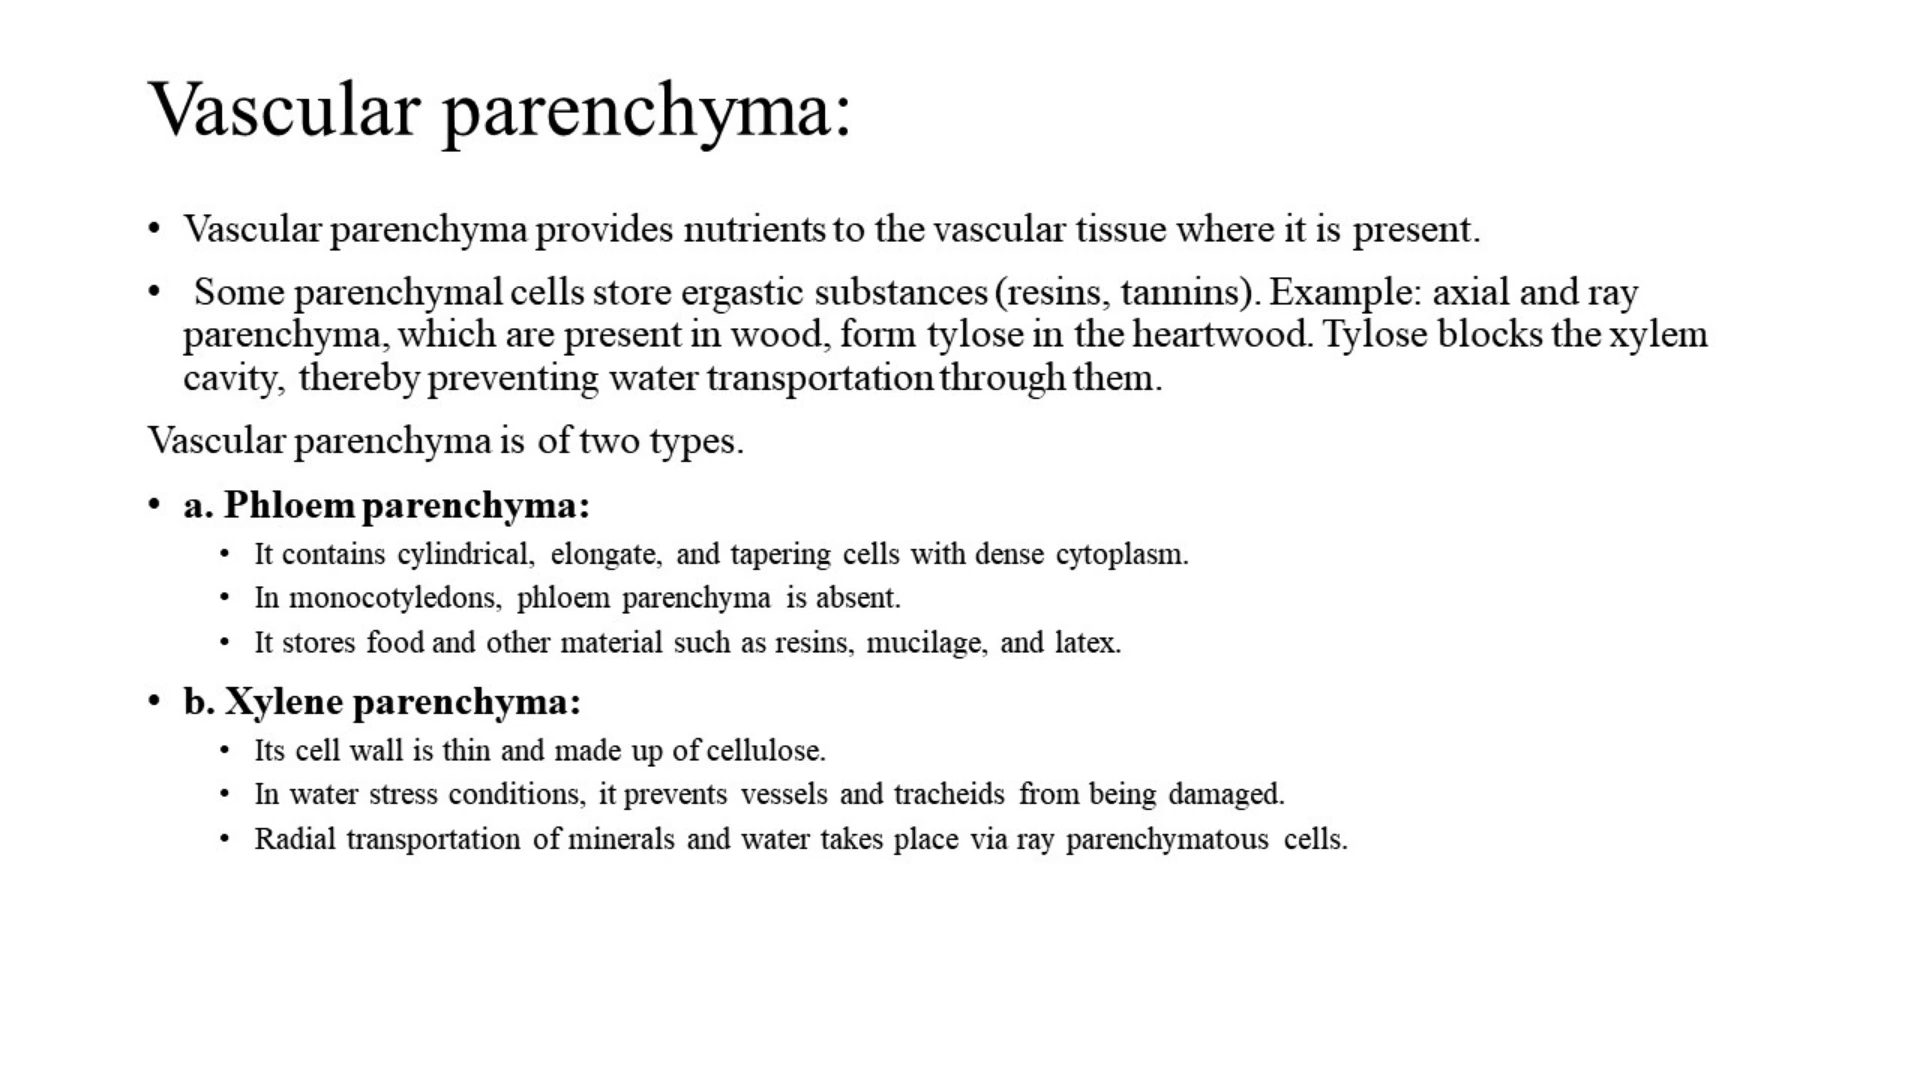 Vascular parenchyma:
• Vascular parenchyma provides nutrients to the vascular tissue where it is present.
• Some parenchymal cells store ergastic substances (resins, tannins). Example: axial and ray
parenchyma, which are present in wood, form tylose in the heartwood. Tylose blocks the xylem
cavity, thereby preventing water transportation through them.
Vascular parenchyma is of two types.
• a. Phloem parenchyma:
• It contains cylindrical, elongate, and tapering cells with dense cytoplasm.
• In monocotyledons, phloem parenchyma is absent.
• It stores food and other material such as resins, mucilage, and latex.
• b. Xylene parenchyma:
• Its cell wall is thin and made up of cellulose.
• In water stress conditions, it prevents vessels and tracheids from being damaged.
• Radial transportation of minerals and water takes place via ray parenchymatous cells.